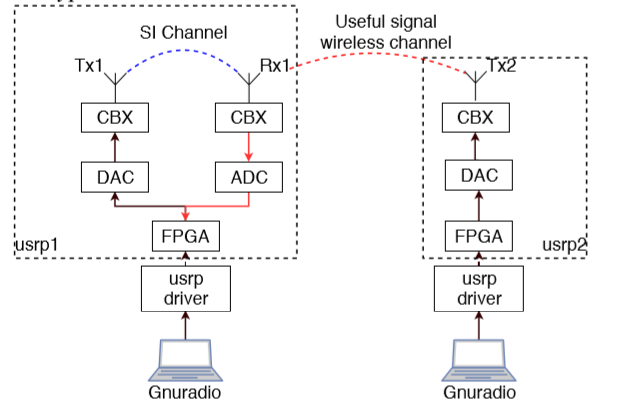 SI Channel
Useful signal
wireless channel
Tx1
Rx1
Tx2
CBX
CBX
CBX
DAC
ADC
DAC
FPGA
FPGA
usrp1
usrp2
usrp
driver
usrp
driver
Gnuradio
Gnuradio